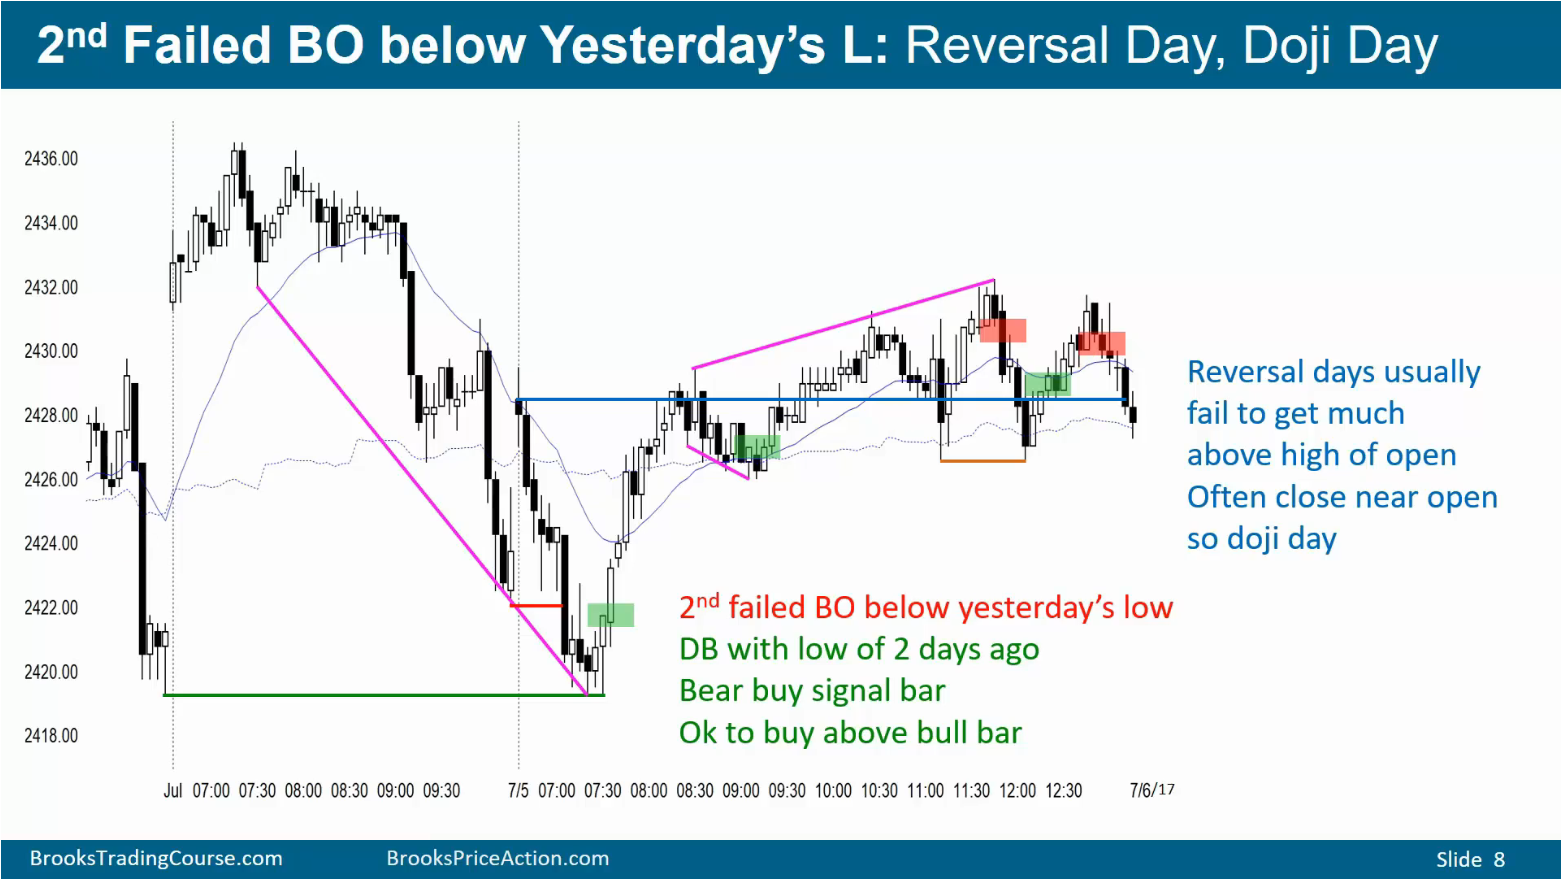 2nd Failed BO below Yesterday's L: Reversal Day, Doji Day
2436.00
2434.00
2432.00
2430.00
2428.00
2426.00
2424.00
2422.00
2420.00
2418.00
Reversal days usually
fail to get much
above high of open
Often close near open
so doji day
2nd failed BO below yesterday's low
DB with low of 2 days ago
Bear buy signal bar
Ok to buy above bull bar
Jul 07:00 07:30 08:00 08:30 09:00 09:30 7/5 07:00 07:30 08:00 08:30 09:00 09:30 10:00 10:30 11:00 11:30 12:00 12:30 7/6/17
BrooksTradingCourse.com BrooksPriceAction.com Slide 8